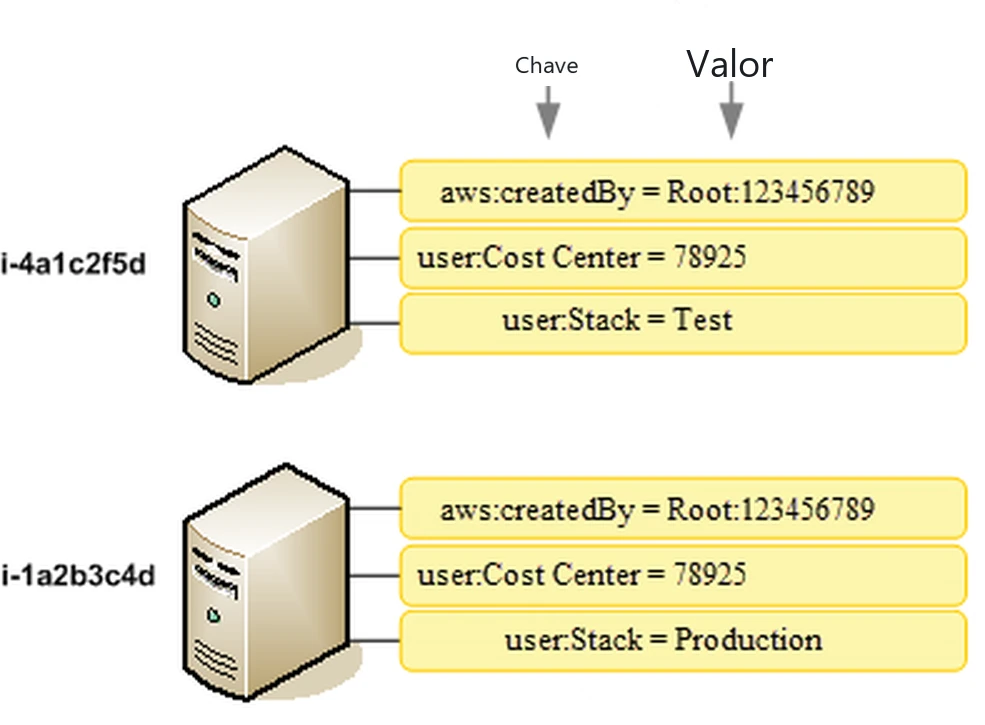 Chave Valor
aws:createdBy = Root:123456789
i-4a1c2f5d
user:Cost Center = 78925
user:Stack = Test
aws:createdBy = Root:123456789
i-1a2b3c4d
user:Cost Center = 78925
user:Stack = Production